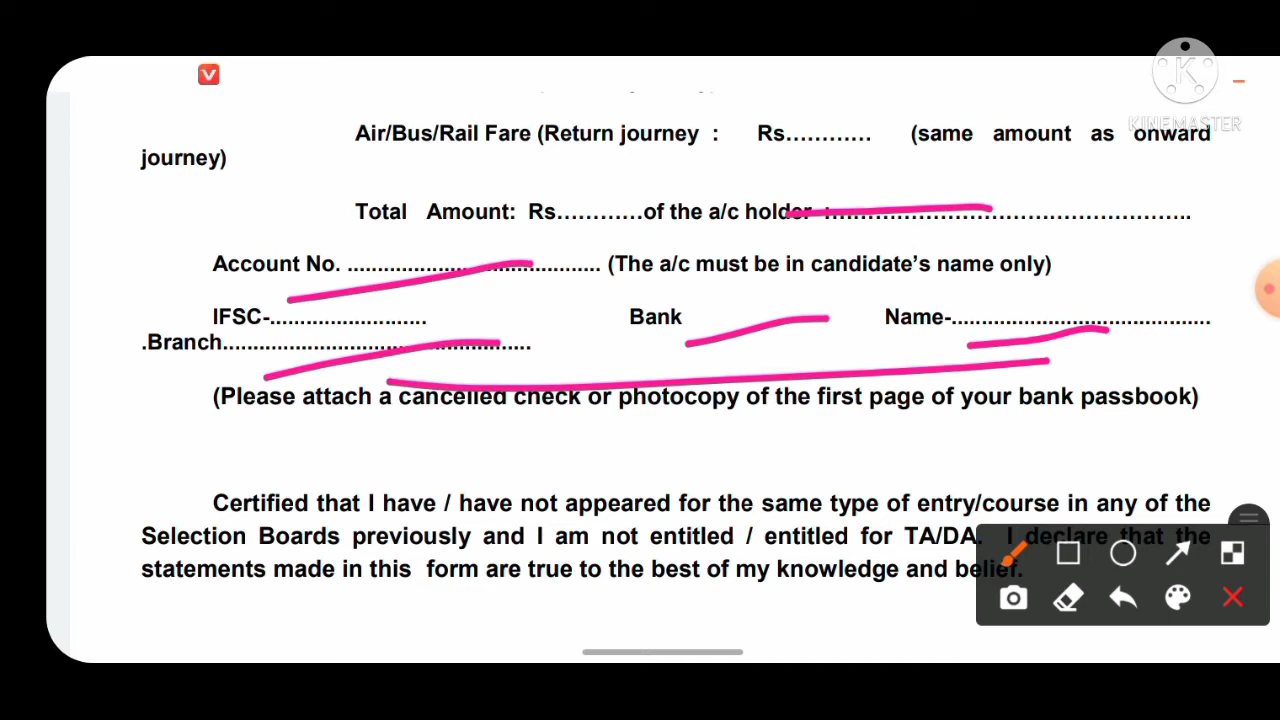 KINEMASTER
Air/Bus/Rail Fare (Return journey : Rs………… (same amount as onward
journey)
Total Amount: Rs…………of the a/c holder :…………………………………………..
Account No. .......................................... (The a/c must be in candidate’s name only)
IFSC-.......................... Bank Name-...........................................
.Branch...................................................
(Please attach a cancelled check or photocopy of the first page of your bank passbook)
Certified that I have / have not appeared for the same type of entry/course in any of the
Selection Boards previously and I am not entitled / entitled for TA/DA. I declare that the
statements made in this form are true to the best of my knowledge and belief.